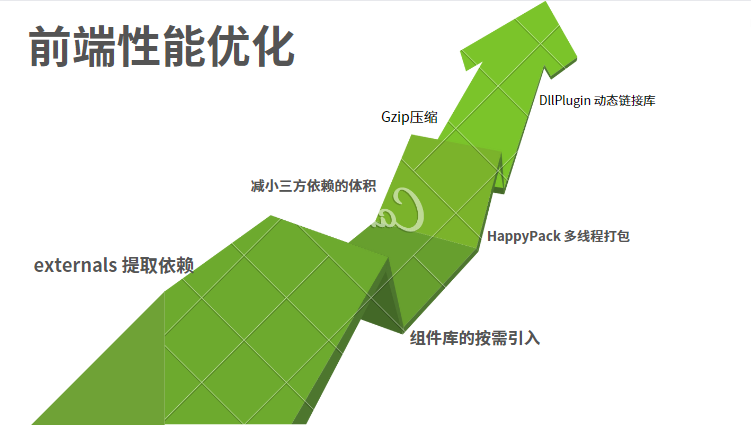 前端性能优化
DllPlugin 动态链接库
Gzip压缩
减小三方依赖的体积
HappyPack 多线程打包
externals 提取依赖
组件库的按需引入